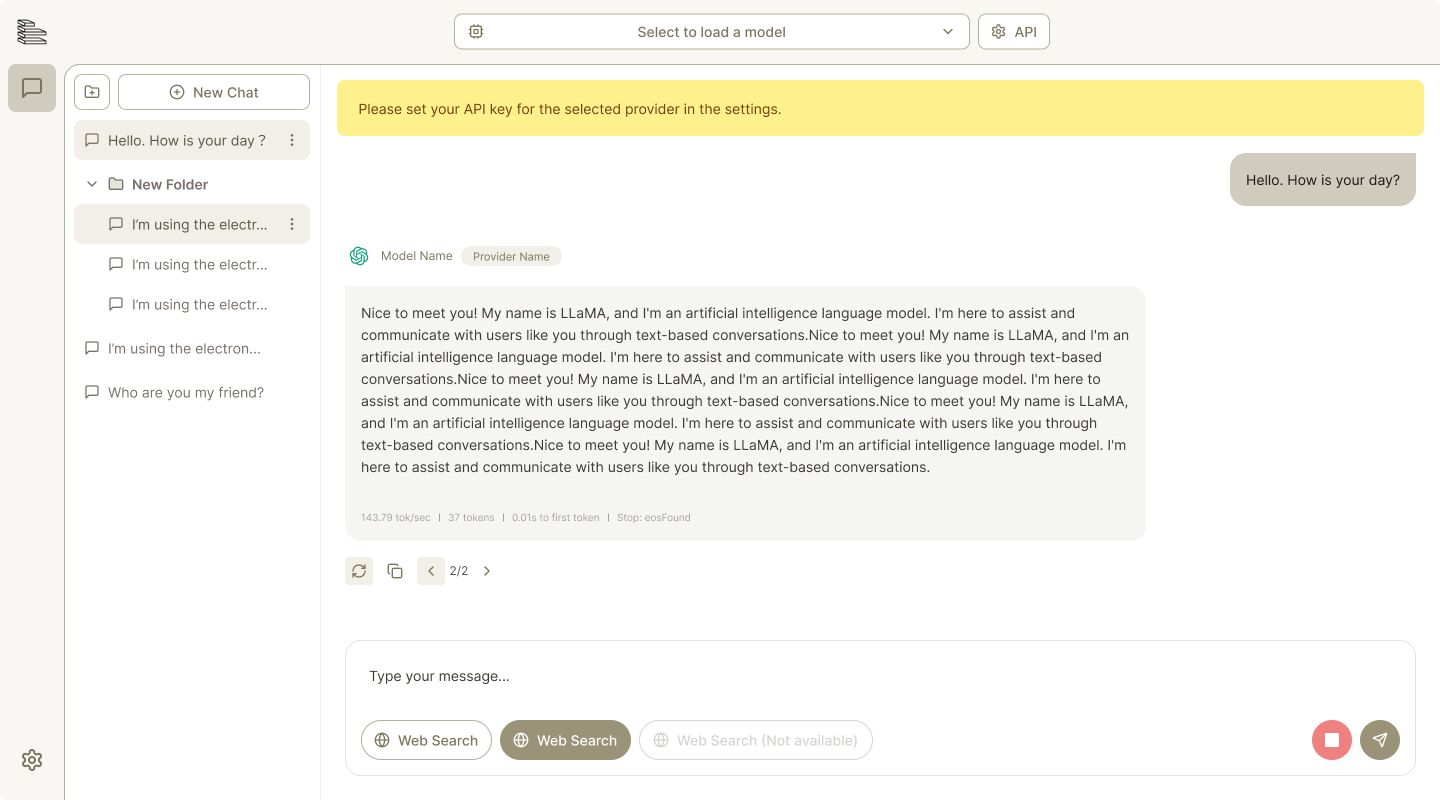 Select to load a model
API
New Chat
Hello. How is your day ?
New Folder
I'm using the electr...
I'm using the electr...
I'm using the electr...
I'm using the electron...
Who are you my friend?
Please set your API key for the selected provider in the settings.
Hello. How is your day?
Model Name
Provider Name
Nice to meet you! My name is LLaMA, and I'm an artificial intelligence language model. I'm here to assist and
communicate with users like you through text-based conversations.Nice to meet you! My name is LLaMA, and I'm an
artificial intelligence language model. I'm here to assist and communicate with users like you through text-based
conversations.Nice to meet you! My name is LLaMA, and I'm an artificial intelligence language model. I'm here to
assist and communicate with users like you through text-based conversations.Nice to meet you! My name is LLaMA,
and I'm an artificial intelligence language model. I'm here to assist and communicate with users like you through
text-based conversations.Nice to meet you! My name is LLaMA, and I'm an artificial intelligence language model. I'm
here to assist and communicate with users like you through text-based conversations.
143.79 tok/sec | 37 tokens | 0.01s to first token | Stop: eosFound
2/2
Type your message...
Web Search
Web Search
Web Search (Not available)